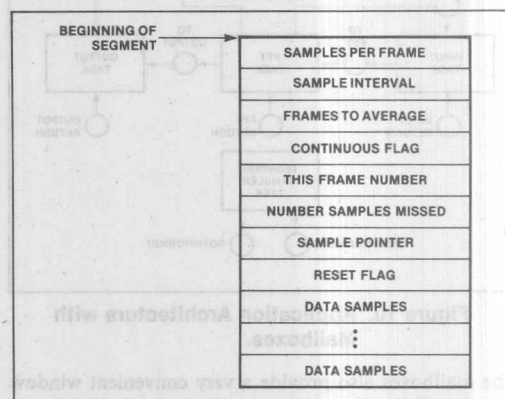 BEGINNING OF
SEGMENT
SAMPLES PER FRAME
SAMPLE INTERVAL
FRAMES TO AVERAGE
CONTINUOUS FLAG
THIS FRAME NUMBER
NUMBER SAMPLES MISSED
SAMPLE POINTER
RESET FLAG
DATA SAMPLES
DATA SAMPLES